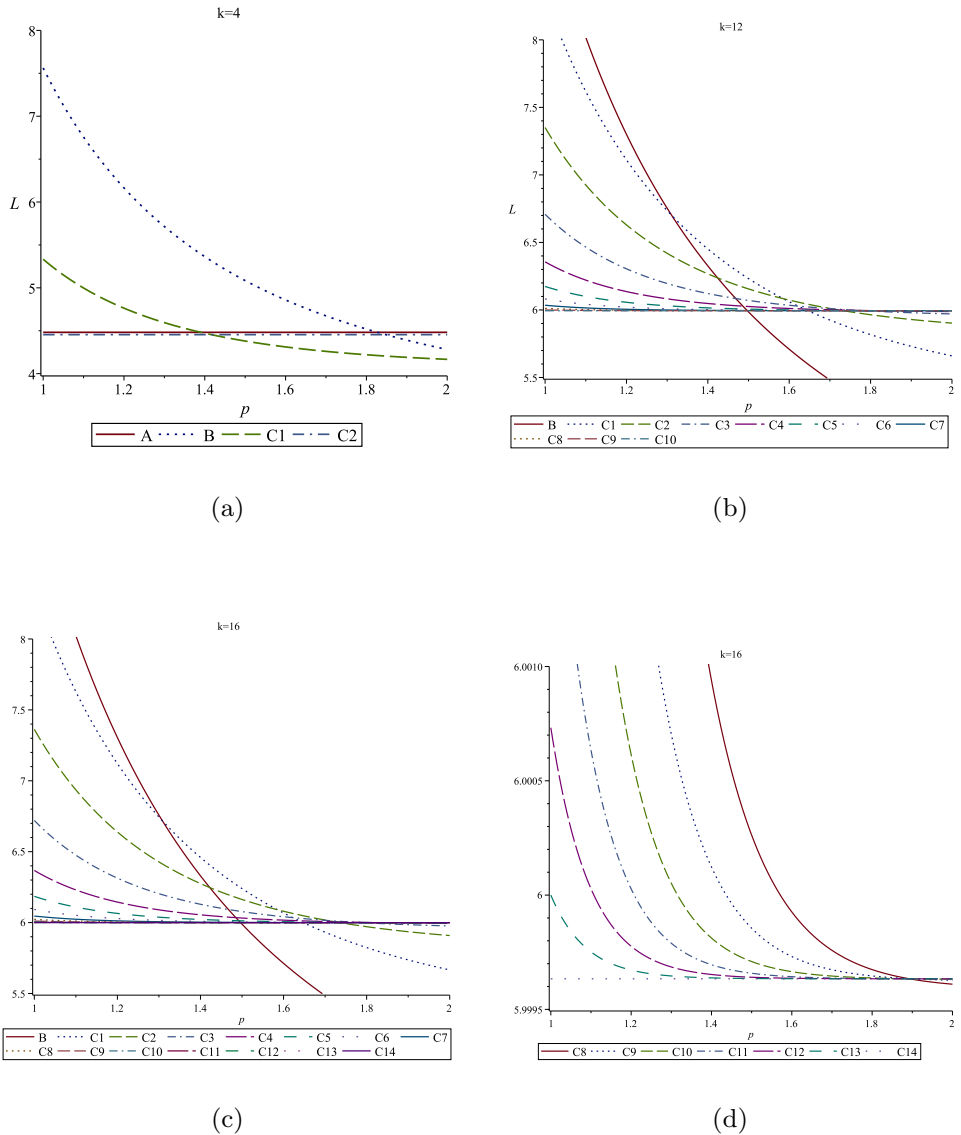 k=4
8
7
L
6
5
4
1 1.2 1.4 1.6 1.8 2
p
A B C1 C2
(a)
k=12
8
7.5
7
L
6.5
6
5.5
1 1.2 1.4 1.6 1.8 2
p
B C1 C2 C3 C4 C5 C6 C7
C8 C9 C10
(b)
k=16
8
7.5
7
6.5
6
5.5
1 1.2 1.4 1.6 1.8 2
p
B C1 C2 C3 C4 C5 C6 C7
C8 C9 C10 C11 C12 C13 C14
(c)
k=16
6.0010
6.0005
6
5.9995
1 1.2 1.4 1.6 1.8 2
p
C8 C9 C10 C11 C12 C13 C14
(d)